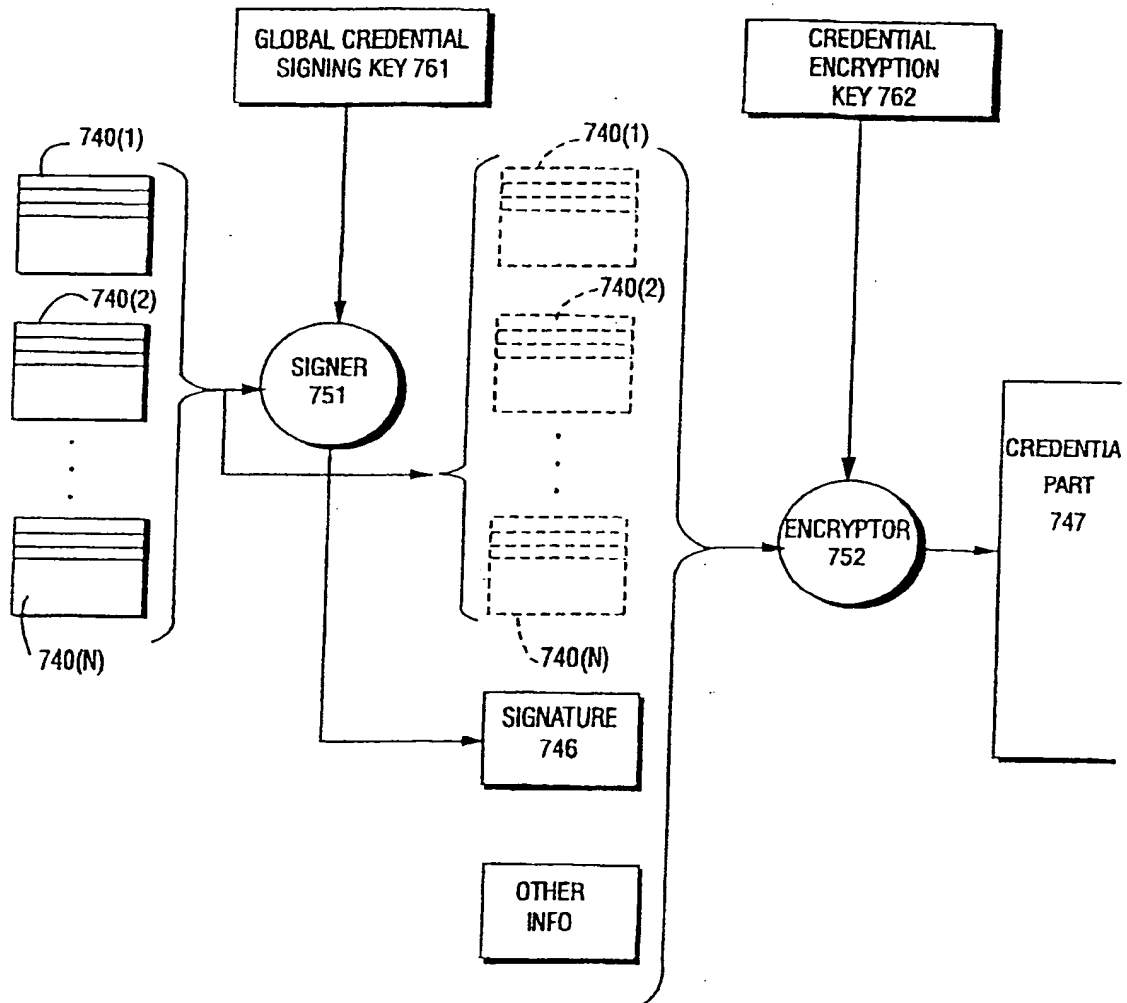 GLOBAL CREDENTIAL
SIGNING KEY 761
CREDENTIAL
ENCRYPTION
KEY 762
740(1)
740(1)
740(2)
740(2)
SIGNER
751
CREDENTIA
PART
747
ENCRYPTOR
752
740(N)
740(N)
SIGNATURE
746
OTHER
INFO